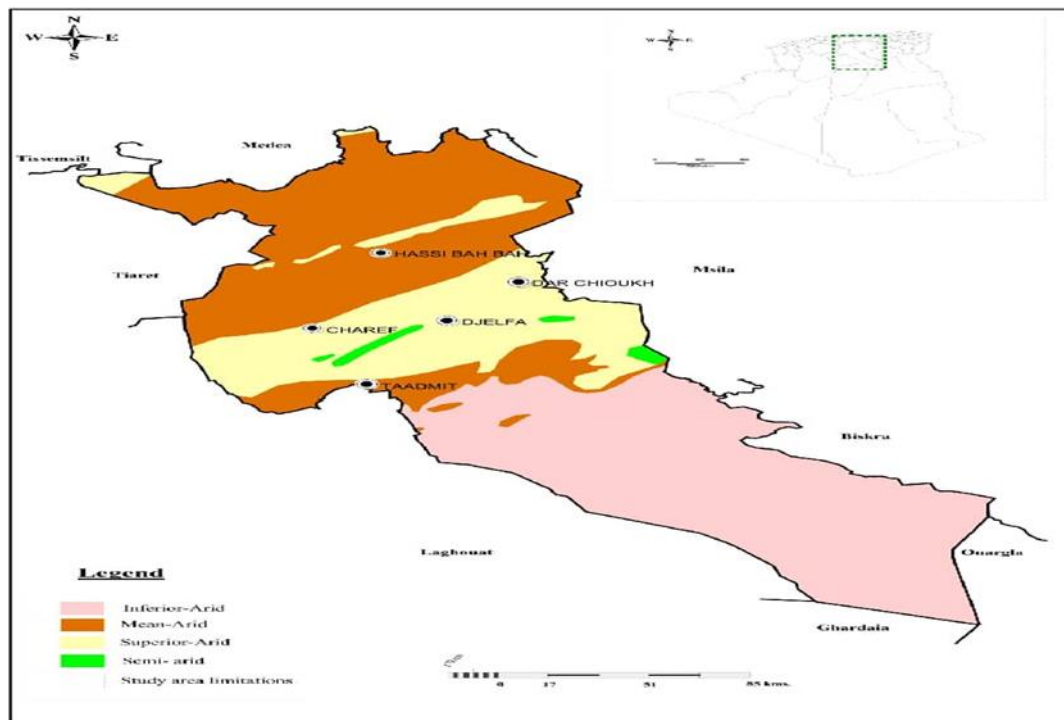 N
W E
S
N
W E
S
Medea
Tissemsili
HASSI BAH BAH
Tiaret
Msila
DAR CHIOUKH
CHAREF
DJELFA
TAADMIT
Biskra
Laghouat
Ouargla
Ghardaia
Legend
Inferior-Arid
Mean-Arid
Superior-Arid
Semi- arid
Study area limitations
0 17 51 85 kms.